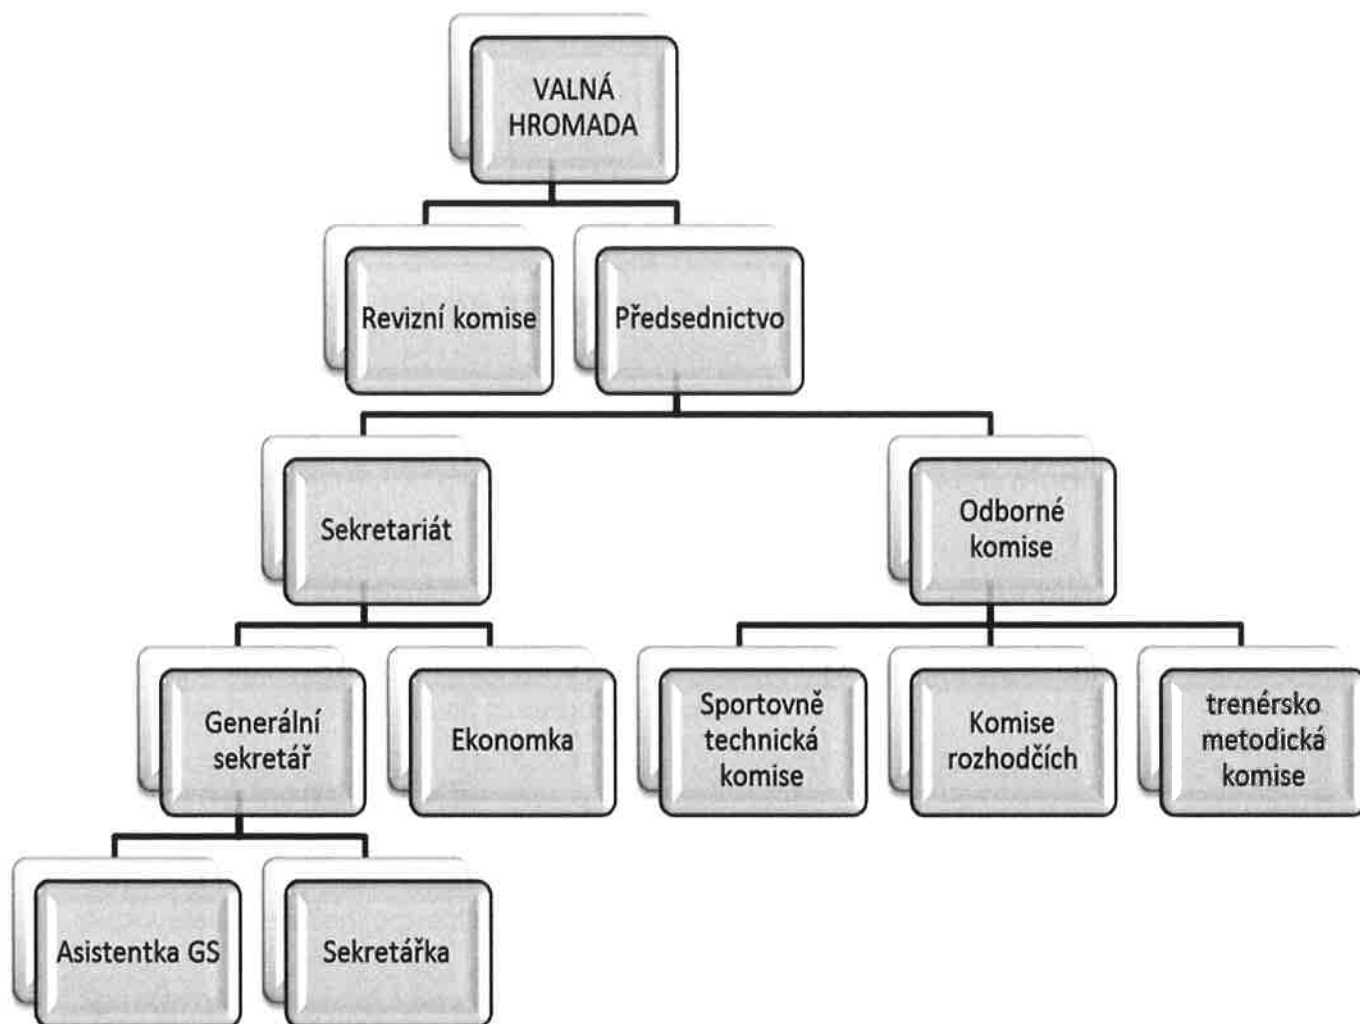 VALNÁ
HROMADA
Revizní komise
Předsednictvo
Sekretariát
Odborné
komise
Generální
sekretář
Ekonomka
Sportovně
technická
komise
Komise
rozhodčích
trenérsko
metodická
komise
Asistentka GS
Sekretářka